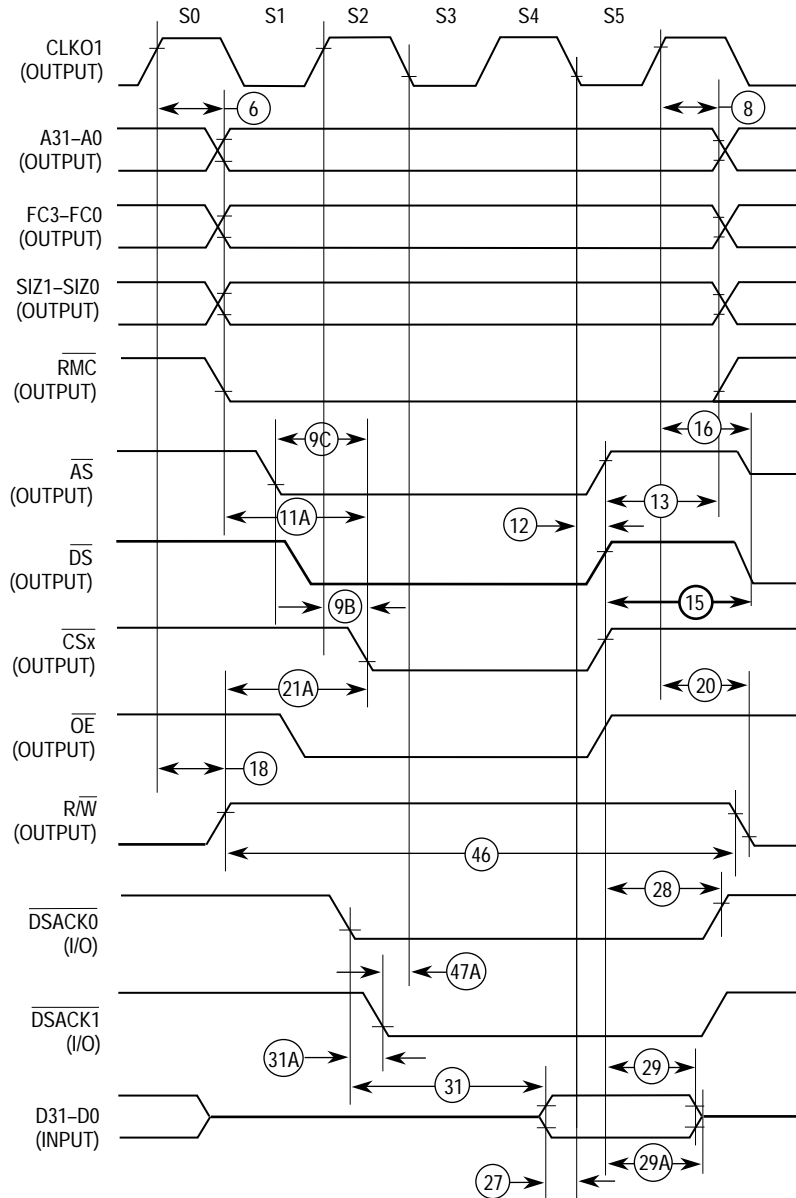 S0 S1 S2 S3 S4 S5
CLKO1
(OUTPUT)
6
8
A31–A0
(OUTPUT)
FC3–FC0
(OUTPUT)
SIZ1–SIZ0
(OUTPUT)
RMC
(OUTPUT)
9C
16
AS
(OUTPUT)
11A
12
13
DS
(OUTPUT)
9B
15
CSx
(OUTPUT)
21A
20
OE
(OUTPUT)
18
R/W
(OUTPUT)
46
28
DSACK0
(I/O)
47A
DSACK1
(I/O)
31A
31
29
D31–D0
(INPUT)
27
29A